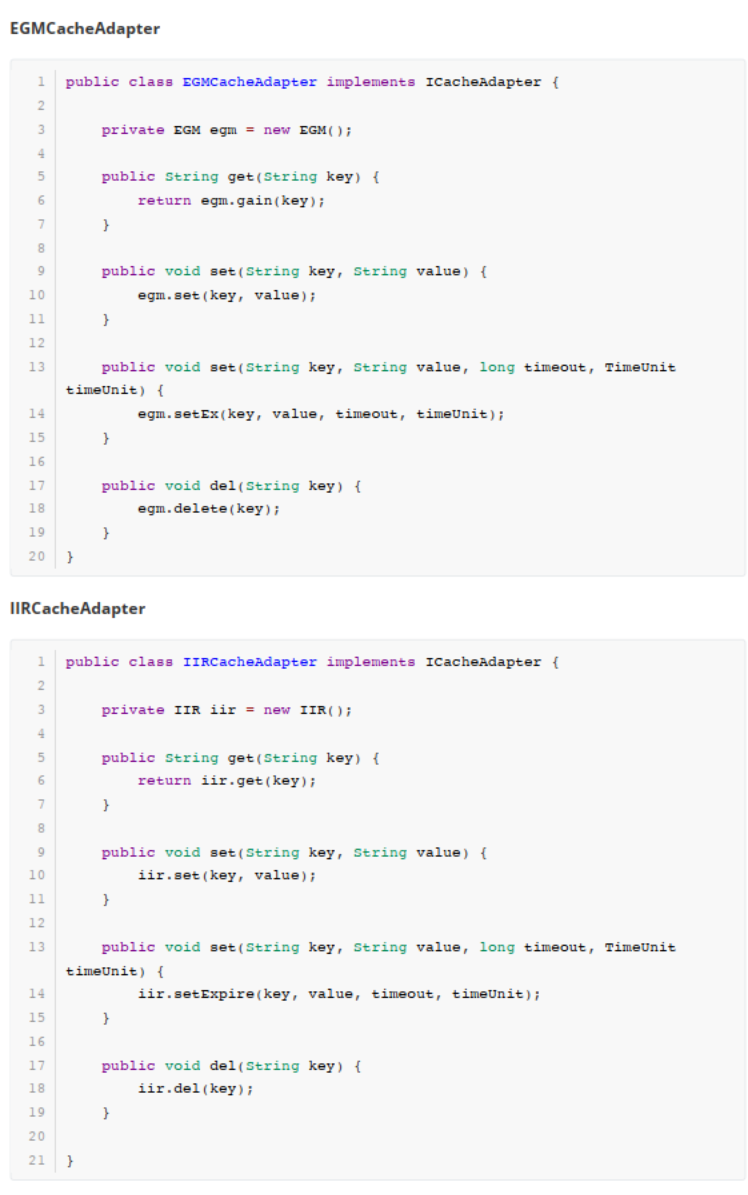 EGMCacheAdapter
1 public class EGMCacheAdapter implements ICacheAdapter {
2
3     private EGM egm = new EGM();
4
5     public String get(String key) {
6         return egm.gain(key);
7     }
8
9     public void set(String key, String value) {
10         egm.set(key, value);
11     }
12
13     public void set(String key, String value, long timeout, TimeUnit
timeUnit) {
14         egm.setEx(key, value, timeout, timeUnit);
15     }
16
17     public void del(String key) {
18         egm.delete(key);
19     }
20 }
IIRCacheAdapter
1 public class IIRCacheAdapter implements ICacheAdapter {
2
3     private IIR iir = new IIR();
4
5     public String get(String key) {
6         return iir.get(key);
7     }
8
9     public void set(String key, String value) {
10         iir.set(key, value);
11     }
12
13     public void set(String key, String value, long timeout, TimeUnit
timeUnit) {
14         iir.setExpire(key, value, timeout, timeUnit);
15     }
16
17     public void del(String key) {
18         iir.del(key);
19     }
20
21 }